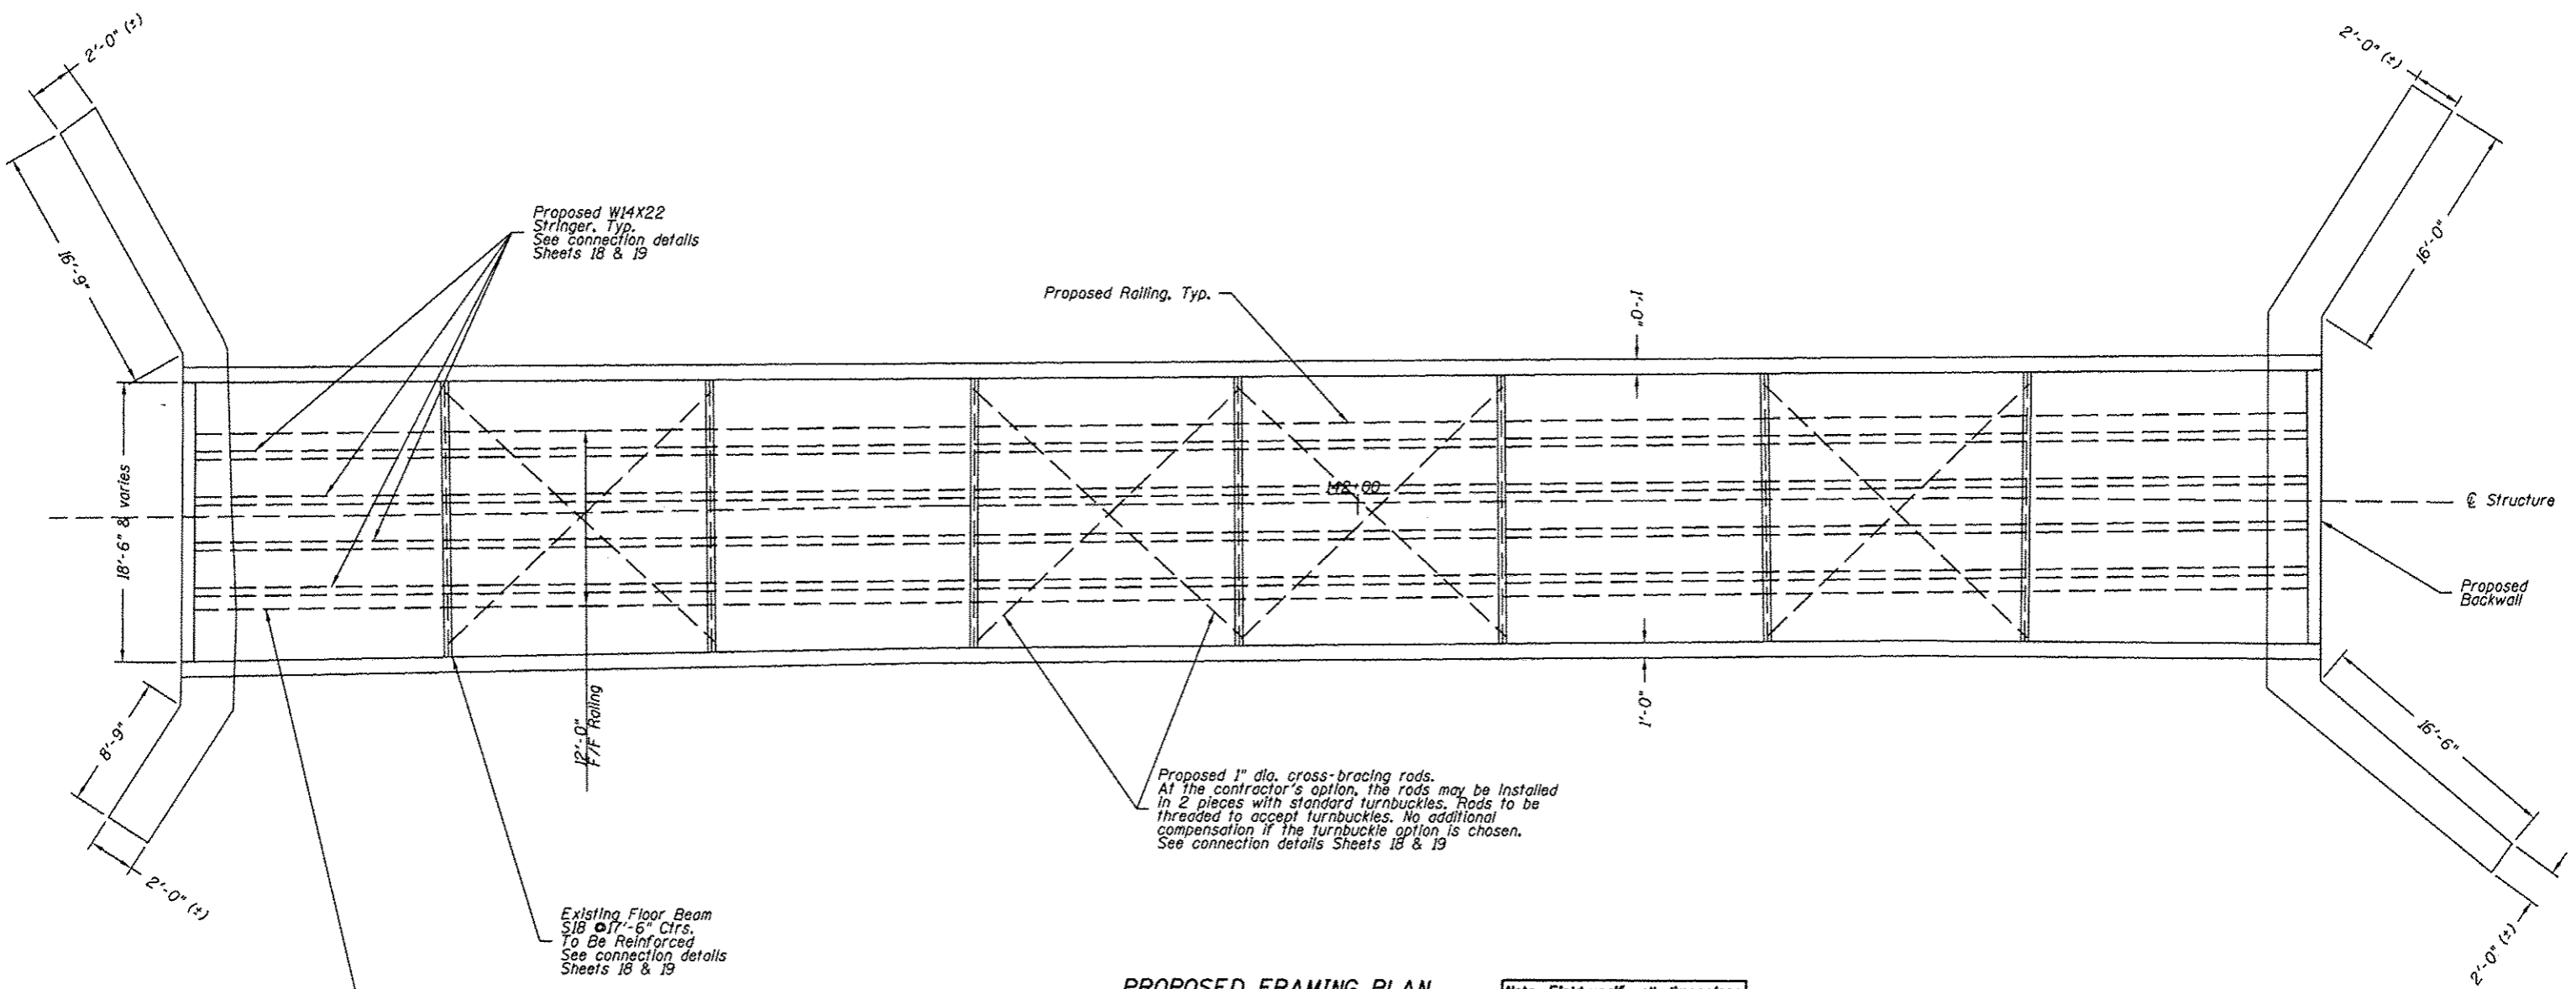 2'-0" (±)
2'-0" (±)
16'-9"
16'-0"
Proposed W14X22
Stringer. Typ.
See connection details
Sheets 18 & 19
Proposed Railing. Typ.
1'-0"
18'-6" & varies
142+00
℄ Structure
Proposed
Backwall
12'-0"
F/F Railing
8'-9"
2'-0" (±)
1'-0"
16'-6"
2'-0" (±)
Proposed 1" dia. cross-bracing rods.
At the contractor's option, the rods may be installed
in 2 pieces with standard turnbuckles. Rods to be
threaded to accept turnbuckles. No additional
compensation if the turnbuckle option is chosen.
See connection details Sheets 18 & 19
Existing Floor Beam
S18 @17'-6" Ctrs.
To Be Reinforced
See connection details
Sheets 18 & 19
PROPOSED FRAMING PLAN